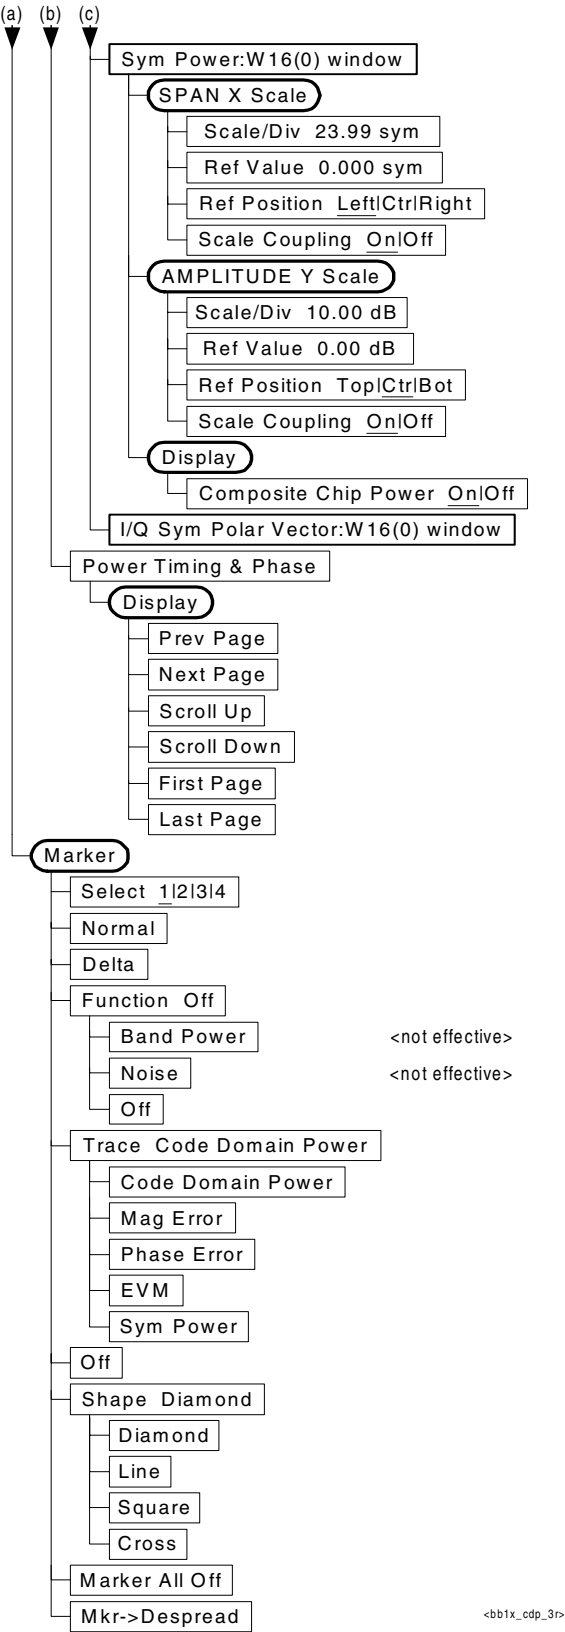 (a) (b) (c)
Sym Power:W16(0) window
SPAN X Scale
Scale/Div 23.99 sym
Ref Value 0.000 sym
Ref Position Left|Ctr|Right
Scale Coupling On|Off
AMPLITUDE Y Scale
Scale/Div 10.00 dB
Ref Value 0.00 dB
Ref Position Top|Ctr|Bot
Scale Coupling On|Off
Display
Composite Chip Power On|Off
I/Q Sym Polar Vector:W16(0) window
Power Timing & Phase
Display
Prev Page
Next Page
Scroll Up
Scroll Down
First Page
Last Page
Marker
Select 1|2|3|4
Normal
Delta
Function Off
Band Power <not effective>
Noise <not effective>
Off
Trace Code Domain Power
Code Domain Power
Mag Error
Phase Error
EVM
Sym Power
Off
Shape Diamond
Diamond
Line
Square
Cross
Marker All Off
Mkr->Despread <bb1x_cdp_3r>